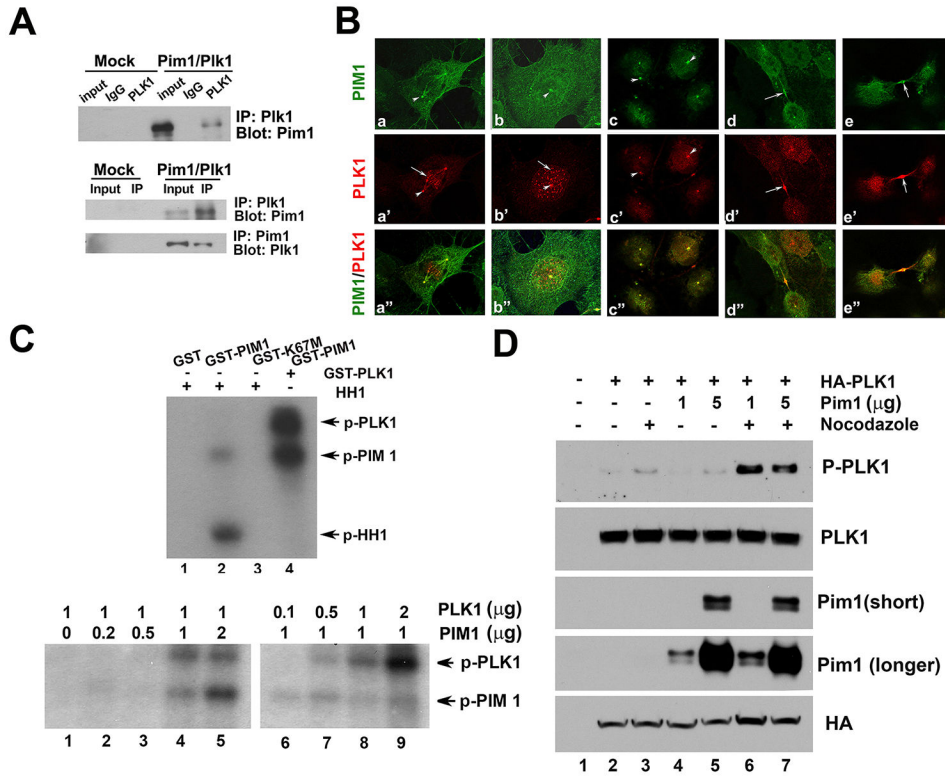 A
Mock Pim1/Plk1
input IgG PLK1 input IgG PLK1
IP: Plk1
Blot: Pim1
Mock Pim1/Plk1
Input IP Input IP
IP: Plk1
Blot: Pim1
IP: Pim1
Blot: Plk1
B
PIM1
a b c d e
PLK1
a' b' c' d' e'
PIM1/PLK1
a" b" c" d" e"
C
GST GST-PIM1 GST-K67M GST-PIM1
- - - + GST-PLK1
+ + + - HH1
p-PLK1
p-PIM 1
p-HH1
1 2 3 4
1 1 1 1 1 0.1 0.5 1 2 PLK1 (μg)
0 0.2 0.5 1 2 1 1 1 1 PIM1 (μg)
p-PLK1
p-PIM 1
1 2 3 4 5 6 7 8 9
D
- + + + + + + HA-PLK1
- - - 1 5 1 5 Pim1 (μg)
- - + - - + + Nocodazole
P-PLK1
PLK1
Pim1(short)
Pim1 (longer)
HA
1 2 3 4 5 6 7